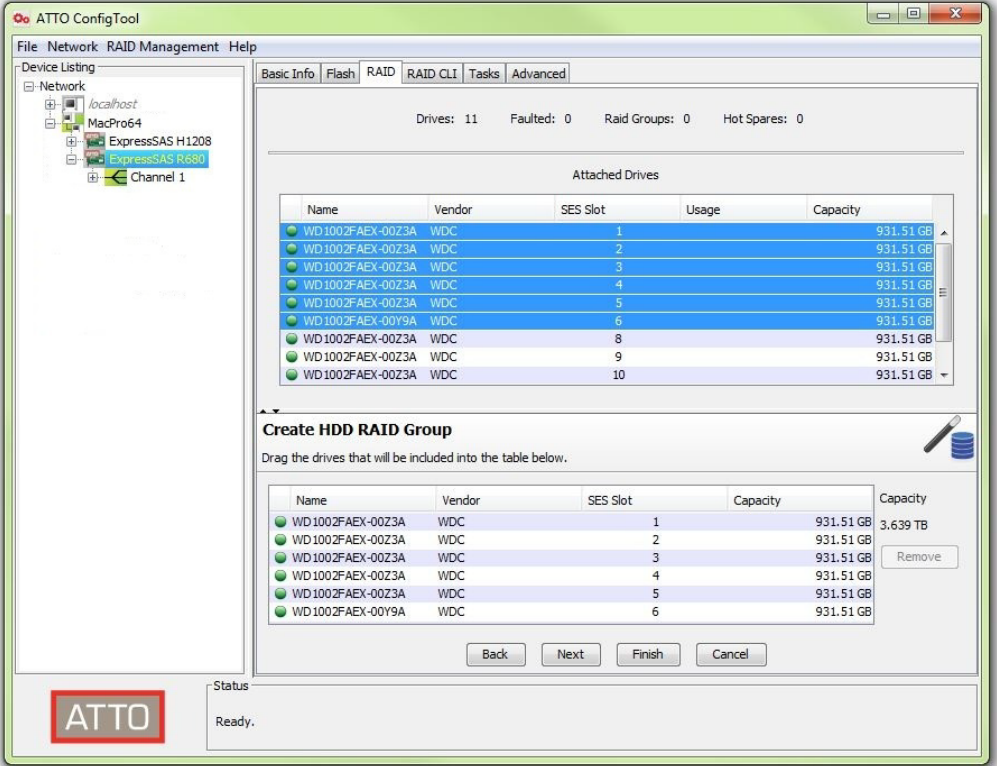 ATTO ConfigTool
File Network RAID Management Help
Device Listing
Network
localhost
MacPro64
ExpressSAS H1208
ExpressSAS R680
Channel 1
Basic Info Flash RAID RAID CLI Tasks Advanced
Drives: 11 Faulted: 0 Raid Groups: 0 Hot Spares: 0
Attached Drives
Name Vendor SES Slot Usage Capacity
WD1002FAEX-00Z3A WDC 1 931.51 GB
WD1002FAEX-00Z3A WDC 2 931.51 GB
WD1002FAEX-00Z3A WDC 3 931.51 GB
WD1002FAEX-00Z3A WDC 4 931.51 GB
WD1002FAEX-00Z3A WDC 5 931.51 GB
WD1002FAEX-00Y9A WDC 6 931.51 GB
WD1002FAEX-00Z3A WDC 8 931.51 GB
WD1002FAEX-00Z3A WDC 9 931.51 GB
WD1002FAEX-00Z3A WDC 10 931.51 GB
Create HDD RAID Group
Drag the drives that will be included into the table below.
Name Vendor SES Slot Capacity Capacity
WD1002FAEX-00Z3A WDC 1 931.51 GB 3.639 TB
WD1002FAEX-00Z3A WDC 2 931.51 GB
WD1002FAEX-00Z3A WDC 3 931.51 GB Remove
WD1002FAEX-00Z3A WDC 4 931.51 GB
WD1002FAEX-00Z3A WDC 5 931.51 GB
WD1002FAEX-00Y9A WDC 6 931.51 GB
Back Next Finish Cancel
Status
ATTO
Ready.